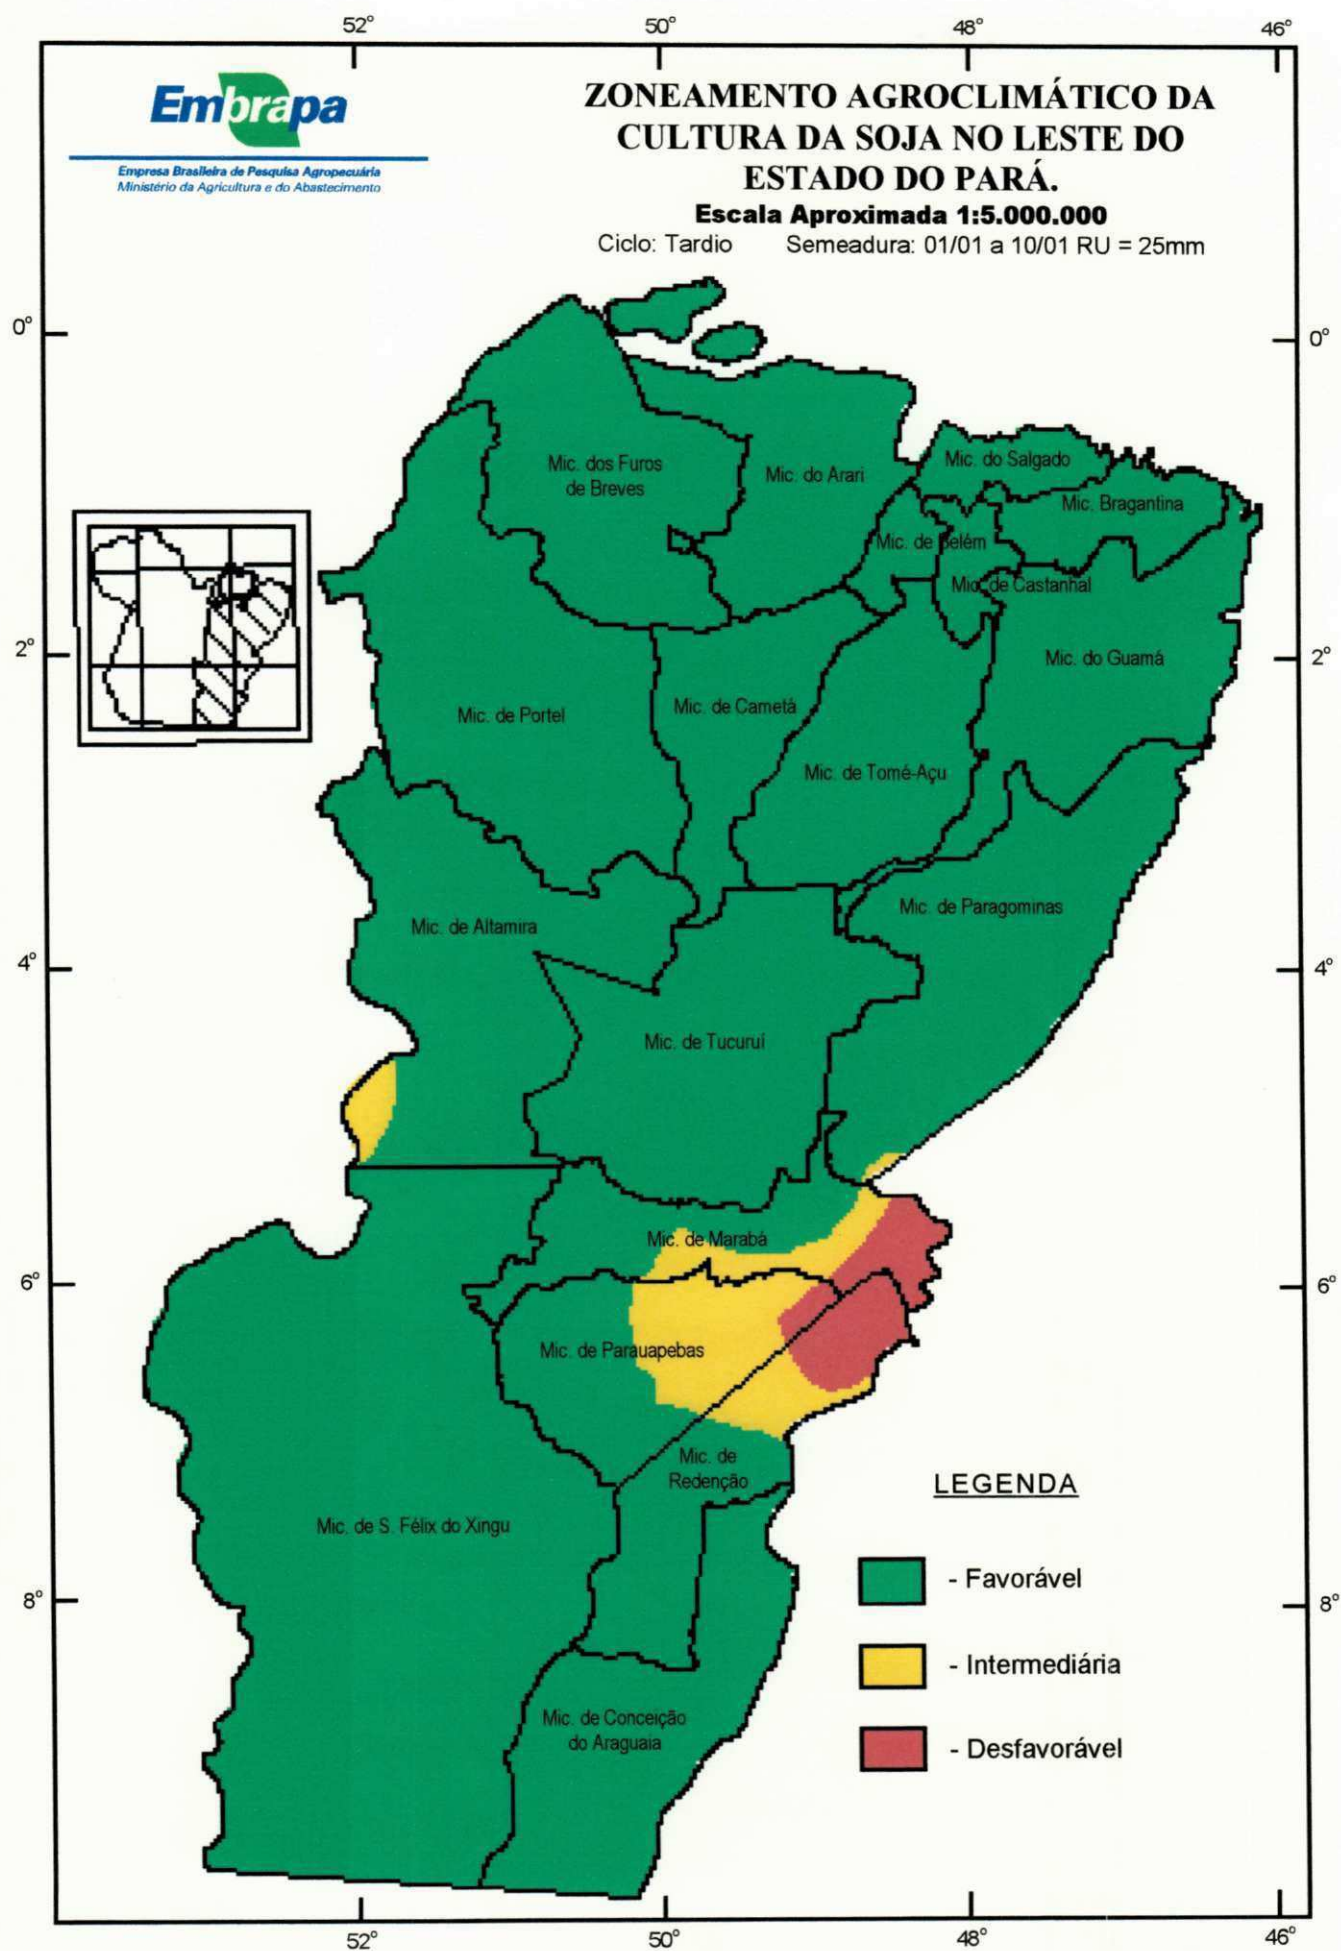 52°
50°
48°
46°
Embrapa
Empresa Brasileira de Pesquisa Agropecuária
Ministério da Agricultura e do Abastecimento
ZONEAMENTO AGROCLIMÁTICO DA
CULTURA DA SOJA NO LESTE DO
ESTADO DO PARÁ.
Escala Aproximada 1:5.000.000
Ciclo: Tardio Semeadura: 01/01 a 10/01 RU = 25mm
0°
0°
Mic. dos Furos
de Breves
Mic. do Arari
Mic. do Salgado
Mic. Bragantina
Mic. de Belém
Mic. de Castanhal
2°
Mic. do Guamá
2°
Mic. de Portel
Mic. de Cametá
Mic. de Tomé-Açu
Mic. de Altamira
Mic. de Paragominas
4°
4°
Mic. de Tucuruí
Mic. de Marabá
6°
6°
Mic. de Parauapebas
Mic. de
Redenção
Mic. de S. Félix do Xingu
LEGENDA
- Favorável
8°
8°
- Intermediária
Mic. de Conceição
do Araguaia
- Desfavorável
52°
50°
48°
46°